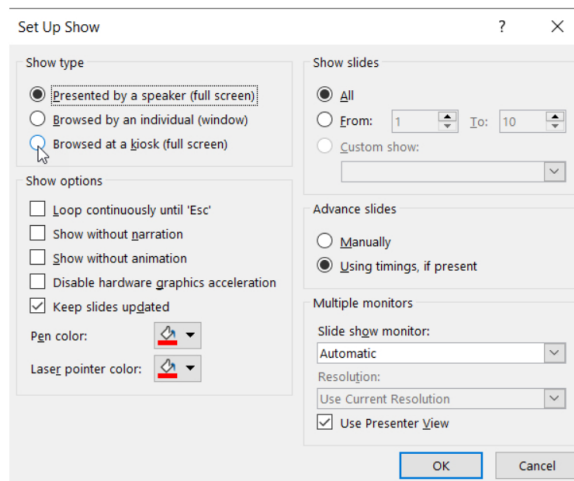 Set Up Show
?
Show type
Presented by a speaker (full screen)
Browsed by an individual (window)
Browsed at a kiosk (full screen)
Show options
Loop continuously until 'Esc'
Show without narration
Show without animation
Disable hardware graphics acceleration
Keep slides updated
Pen color:
Laser pointer color:
Show slides
All
From: 1 To: 10
Custom show:
Advance slides
Manually
Using timings, if present
Multiple monitors
Slide show monitor:
Automatic
Resolution:
Use Current Resolution
Use Presenter View
OK Cancel